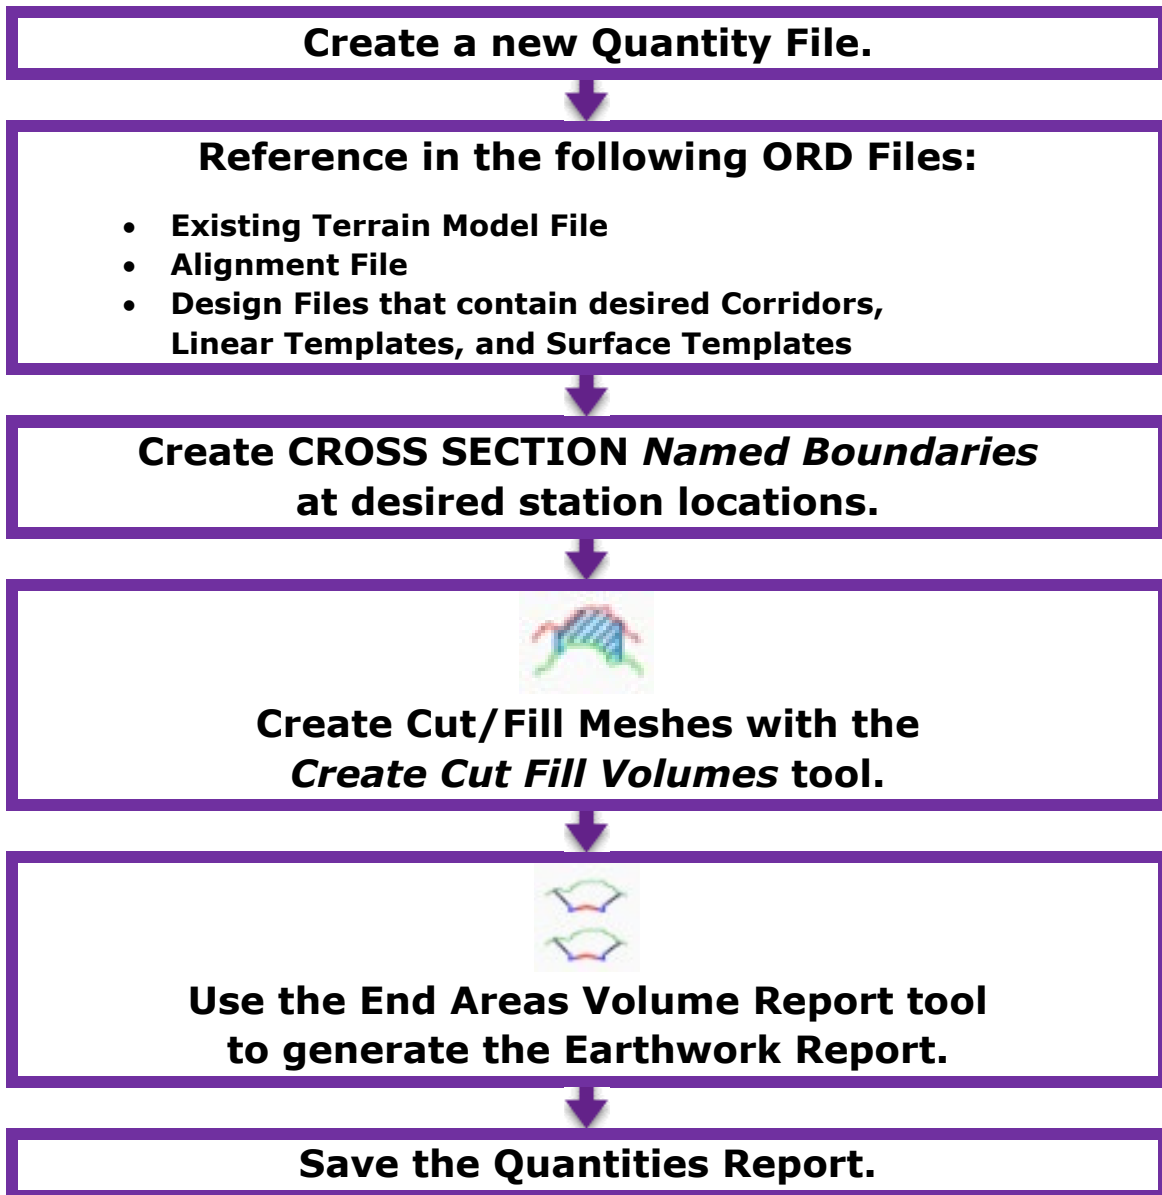 Create a new Quantity File.
Reference in the following ORD Files:
• Existing Terrain Model File
• Alignment File
• Design Files that contain desired Corridors,
Linear Templates, and Surface Templates
Create CROSS SECTION Named Boundaries
at desired station locations.
Create Cut/Fill Meshes with the
Create Cut Fill Volumes tool.
Use the End Areas Volume Report tool
to generate the Earthwork Report.
Save the Quantities Report.